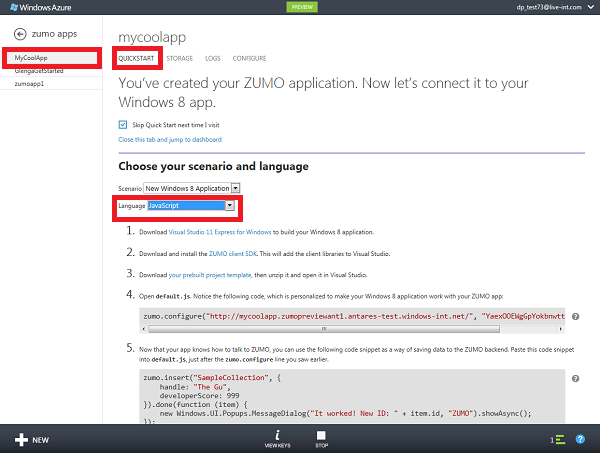 Windows Azure
PREVIEW
dp_test73@live-int.com
zumo apps
MyCoolApp
GlengaGetStarted
zumoapp1
mycoolapp
QUICKSTART STORAGE LOGS CONFIGURE
You've created your ZUMO application. Now let's connect it to your
Windows 8 app.
Skip Quick Start next time I visit
Close this tab and jump to dashboard
Choose your scenario and language
Scenario New Windows 8 Application
Language JavaScript
1. Download Visual Studio 11 Express for Windows to build your Windows 8 application.
2. Download and install the ZUMO client SDK. This will add the client libraries to Visual Studio.
3. Download your prebuilt project template, then unzip it and open it in Visual Studio.
4. Open default.js. Notice the following code, which is personalized to make your Windows 8 application work with your ZUMO app:
zumo.configure("http://mycoolapp.zumopreviewant1.antares-test.windows-int.net/", "YaexOOEWgGpYokbnwtt
?
5. Now that your app knows how to talk to ZUMO, you can use the following code snippet as a way of saving data to the ZUMO backend. Paste this code snippet
into default.js, just after the zumo.configure line you saw earlier.
zumo.insert("SampleCollection", {
?
handle: "The Gu",
developerScore: 999
}).done(function (item) {
new Windows.UI.Popups.MessageDialog("It worked! New ID: " + item.id, "ZUMO").showAsync();
});
NEW
VIEW KEYS
STOP
1
?